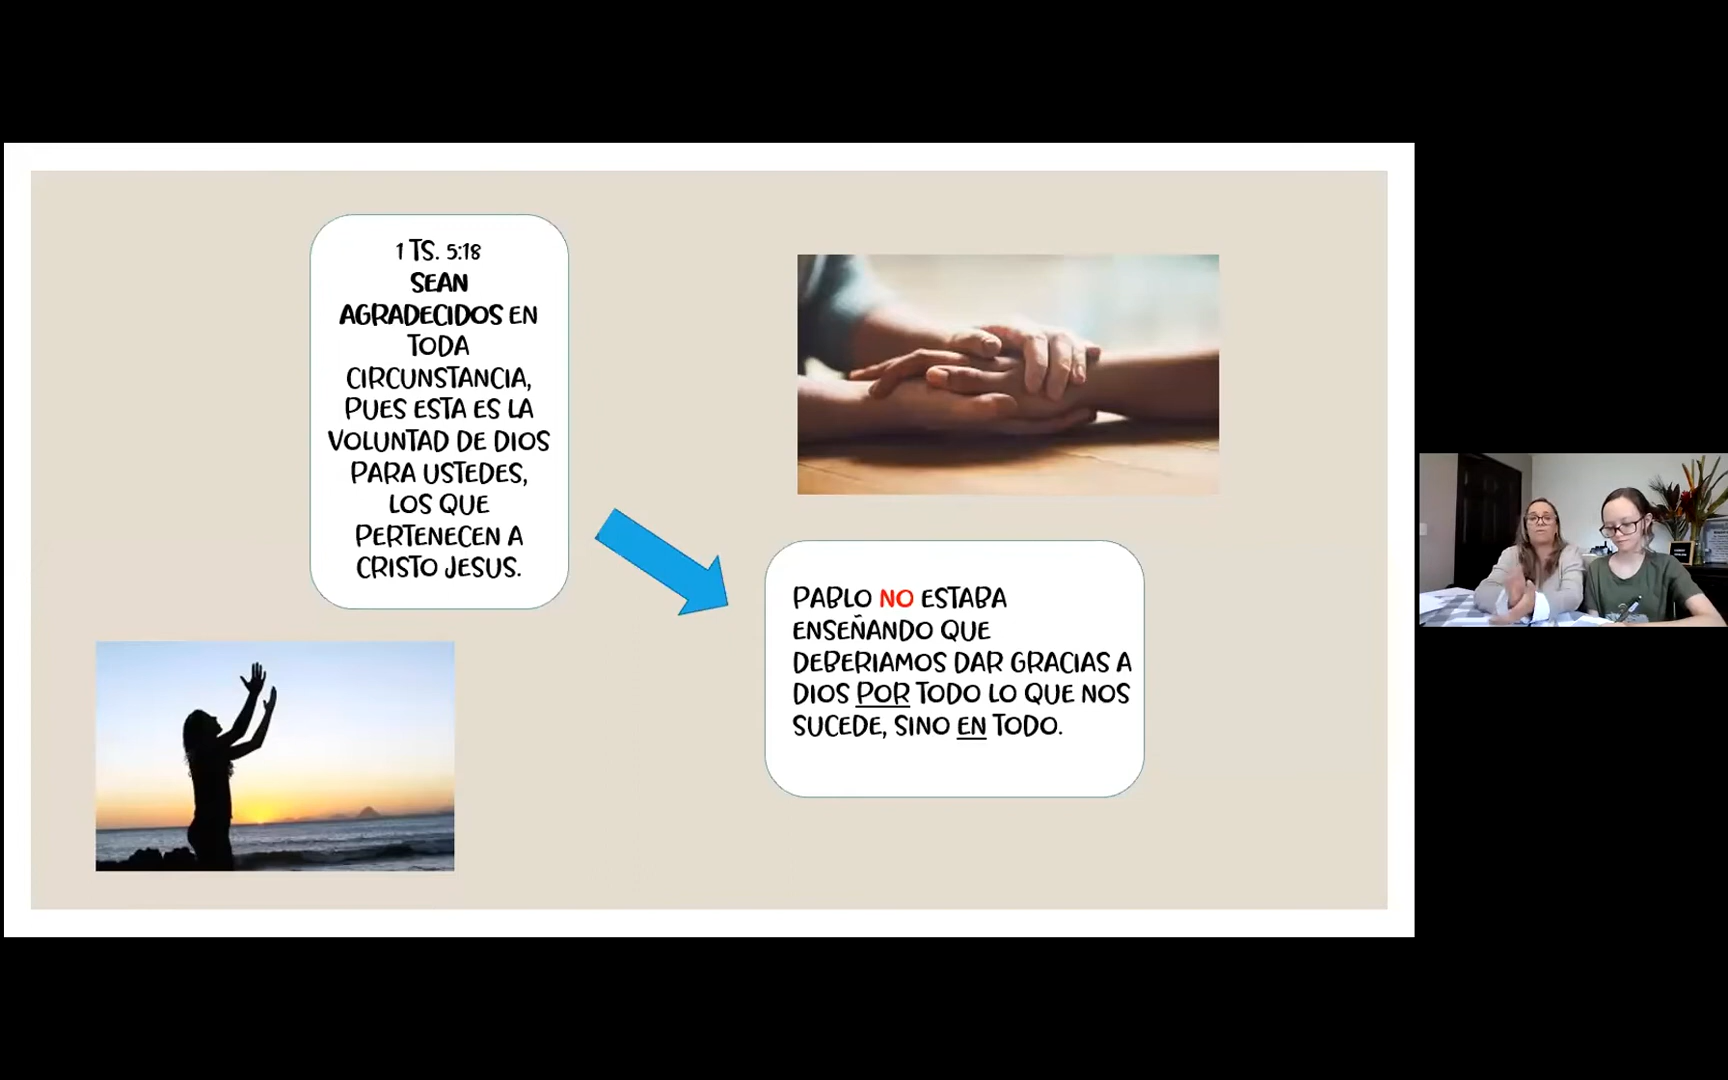 1 TS. 5:18
SEAN
AGRADECIDOS EN
TODA
CIRCUNSTANCIA,
PUES ESTA ES LA
VOLUNTAD DE DIOS
PARA USTEDES,
LOS QUE
PERTENECEN A
CRISTO JESUS.
PABLO NO ESTABA
ENSEÑANDO QUE
DEBERIAMOS DAR GRACIAS A
DIOS POR TODO LO QUE NOS
SUCEDE, SINO EN TODO.